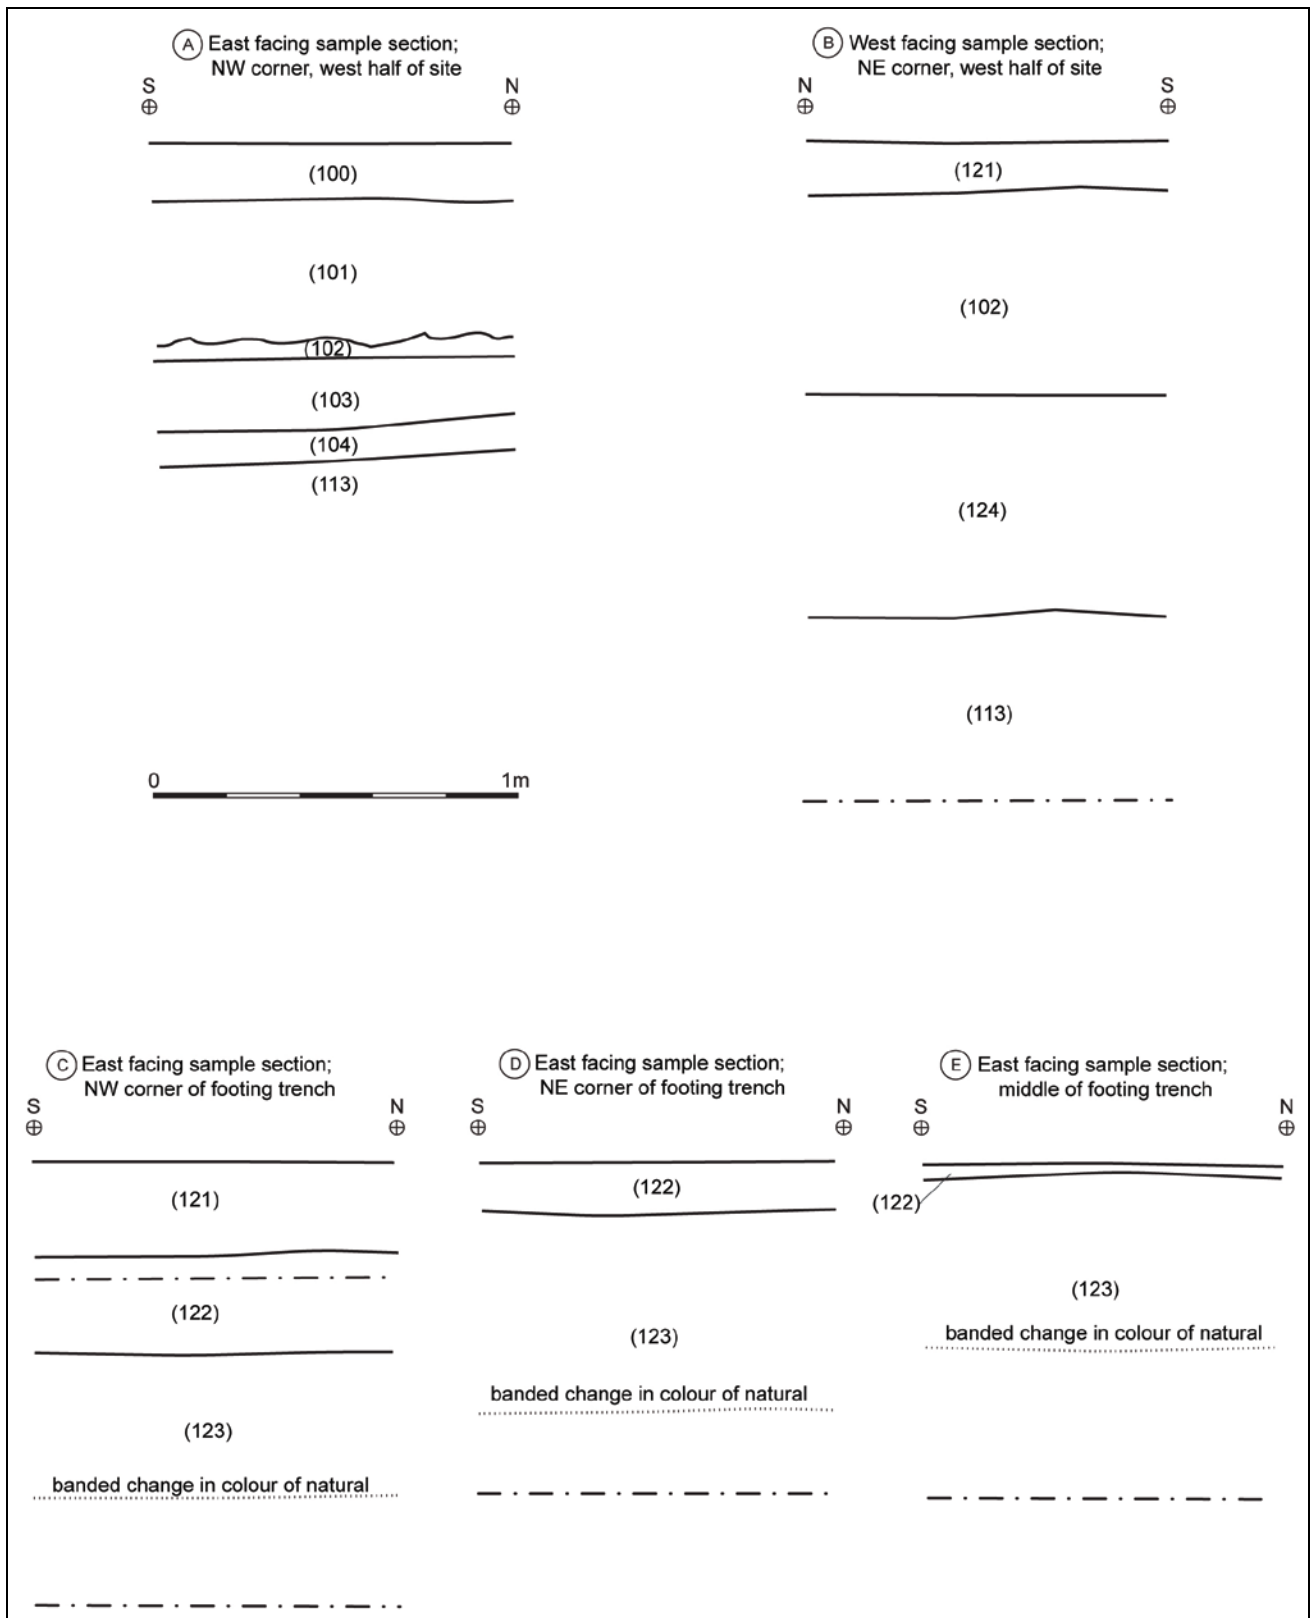 A East facing sample section;
NW corner, west half of site
S N
(100)
(101)
(102)
(103)
(104)
(113)
B West facing sample section;
NE corner, west half of site
N S
(121)
(102)
(124)
(113)
0 1m
C East facing sample section;
NW corner of footing trench
S N
(121)
(122)
(123)
banded change in colour of natural
D East facing sample section;
NE corner of footing trench
S N
(122)
(123)
banded change in colour of natural
E East facing sample section;
middle of footing trench
S N
(122)
(123)
banded change in colour of natural